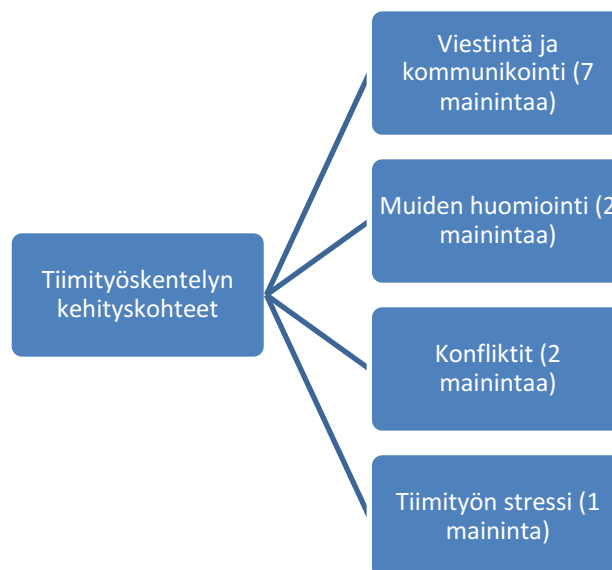 Viestintä ja
kommunikointi (7
mainintaa)
Muiden huomiointi (2
mainintaa)
Tiimityöskentelyn
kehityskohteet
Konfliktit (2
mainintaa)
Tiimityön stressi (1
maininta)